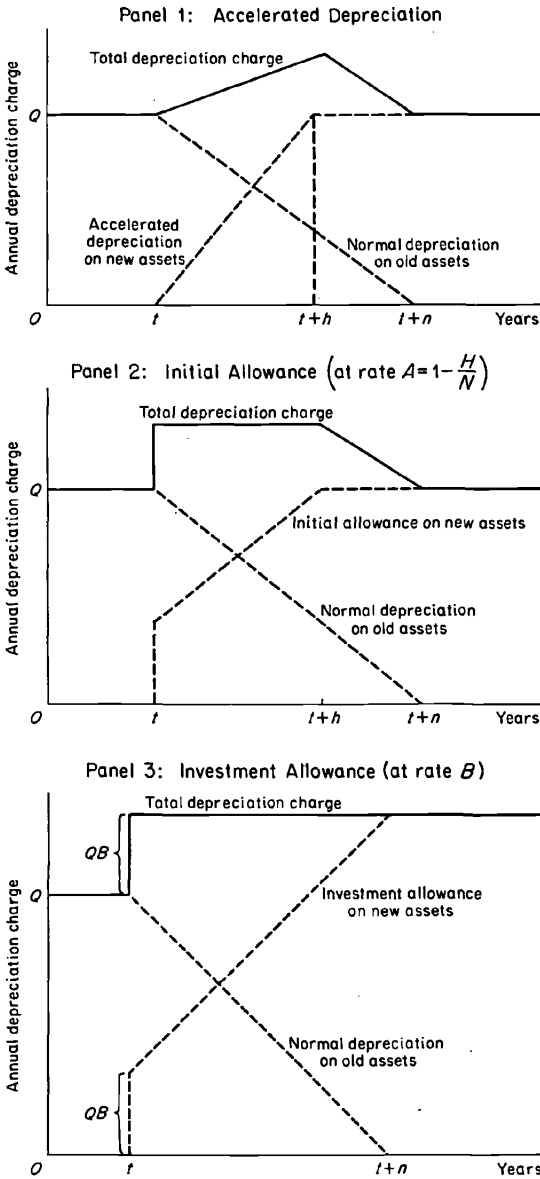 Panel 1: Accelerated Depreciation
Total depreciation charge
Annual depreciation charge
Q
Accelerated
depreciation
on new assets
Normal depreciation
on old assets
O
t
t+h
t+n
Years
Panel 2: Initial Allowance (at rate A=1-H/N)
Total depreciation charge
Annual depreciation charge
Q
Initial allowance on new assets
Normal depreciation
on old assets
O
t
t+h
t+n
Years
Panel 3: Investment Allowance (at rate B)
Total depreciation charge
Annual depreciation charge
QB
Q
Investment allowance
on new assets
Normal depreciation
on old assets
QB
O
t
t+n
Years